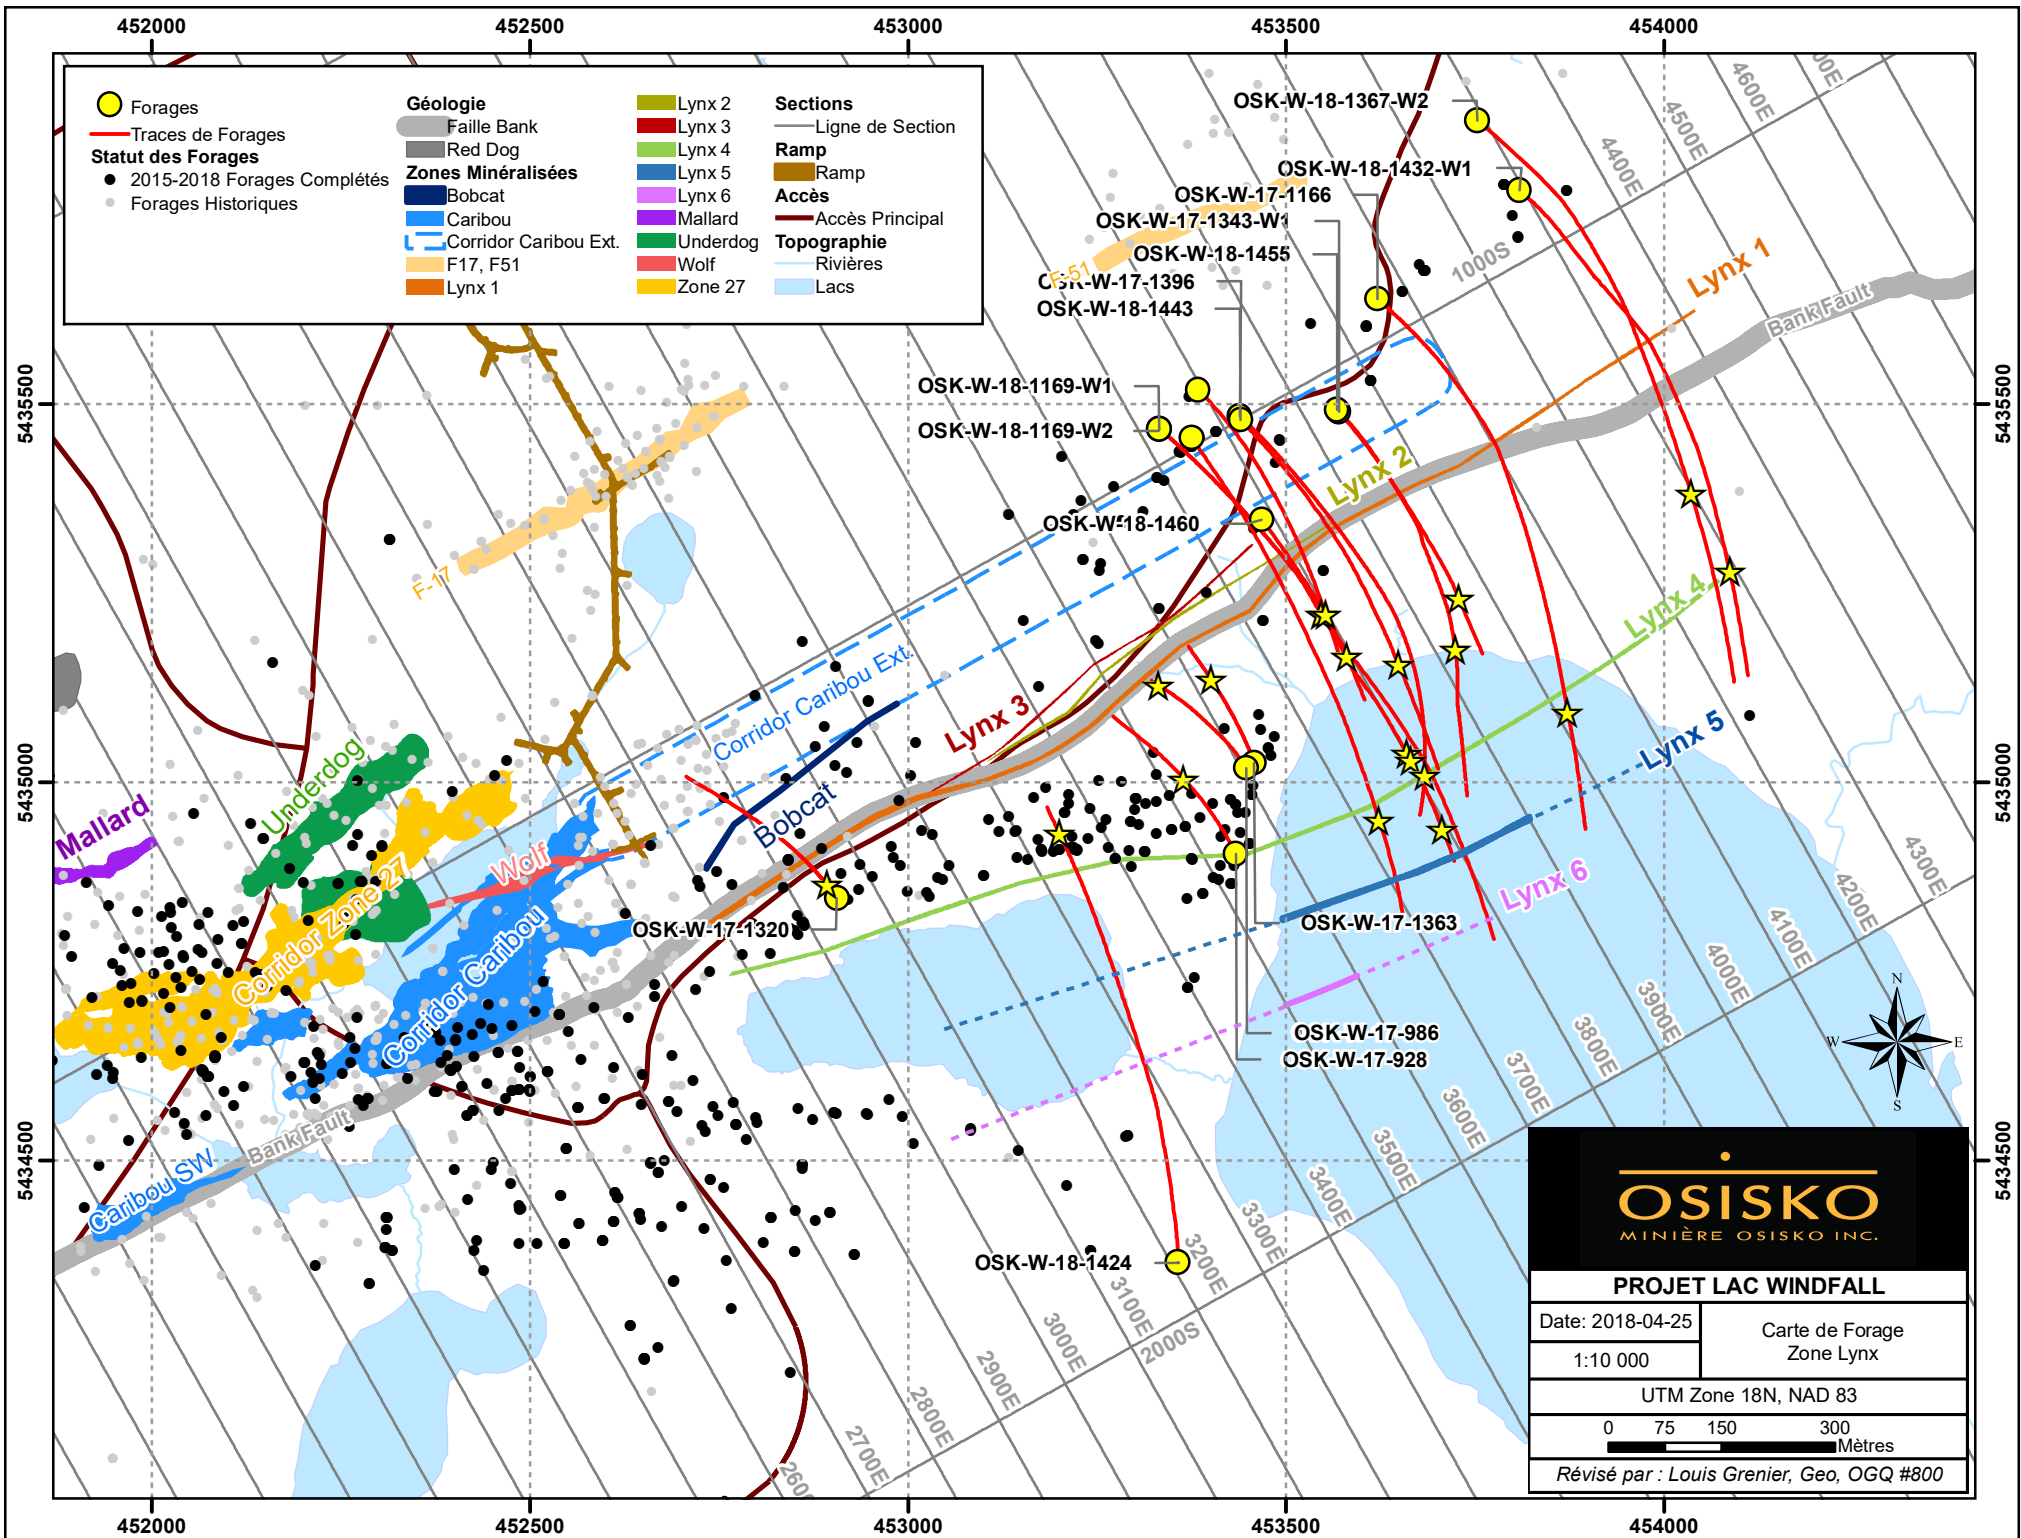 452000
452500
453000
453500
454000
Forages
Traces de Forages
Statut des Forages
2015-2018 Forages Complétés
Forages Historiques
Géologie
Faille Bank
Red Dog
Zones Minéralisées
Bobcat
Caribou
Corridor Caribou Ext.
F17, F51
Lynx 1
Lynx 2
Lynx 3
Lynx 4
Lynx 5
Lynx 6
Mallard
Underdog
Wolf
Zone 27
Sections
Ligne de Section
Ramp
Ramp
Accès
Accès Principal
Topographie
Rivières
Lacs
OSK-W-18-1367-W2
OSK-W-18-1432-W1
OSK-W-17-1166
OSK-W-17-1343-W1
OSK-W-18-1455
OSK-W-17-1396
OSK-W-18-1443
OSK-W-18-1169-W1
OSK-W-18-1169-W2
OSK-W-18-1460
OSK-W-17-1320
OSK-W-17-1363
OSK-W-17-986
OSK-W-17-928
OSK-W-18-1424
F-51
F-17
1000S
2000S
4600E
4500E
4400E
4300E
4200E
4100E
4000E
3900E
3800E
3700E
3600E
3500E
3400E
3300E
3200E
3100E
3000E
2900E
2800E
2700E
Lynx 1
Bank Fault
Lynx 2
Lynx 4
Lynx 3
Lynx 5
Lynx 6
Corridor Caribou Ext.
Bobcat
Underdog
Mallard
Wolf
Corridor Zone 27
Corridor Caribou
Bank Fault
Caribou SW
5435500
5435000
5434500
5435500
5435000
5434500
N
W
E
S
OSISKO
MINIÈRE OSISKO INC.
PROJET LAC WINDFALL
Date: 2018-04-25
1:10 000
Carte de Forage
Zone Lynx
UTM Zone 18N, NAD 83
0 75 150 300
Mètres
Révisé par : Louis Grenier, Geo, OGQ #800
452000
452500
453000
453500
454000